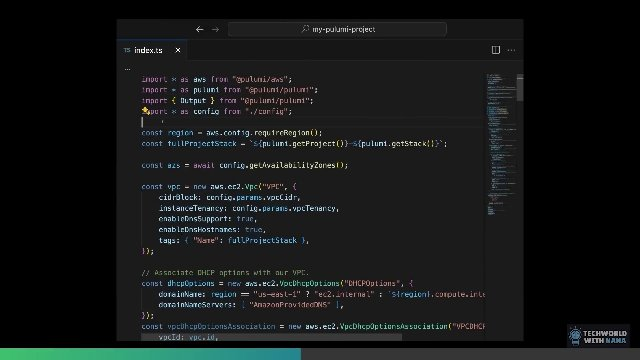 my-pulumi-project
TS index.ts
...
import * as aws from "@pulumi/aws";
import * as pulumi from "@pulumi/pulumi";
import { Output } from "@pulumi/pulumi";
import * as config from "./config";
const region = aws.config.requireRegion();
const fullProjectStack = `${pulumi.getProject()}-${pulumi.getStack()}`;
const azs = await config.getAvailabilityZones();
const vpc = new aws.ec2.Vpc("VPC", {
cidrBlock: config.params.vpcCidr,
instanceTenancy: config.params.vpcTenancy,
enableDnsSupport: true,
enableDnsHostnames: true,
tags: { "Name": fullProjectStack },
});
// Associate DHCP options with our VPC.
const dhcpOptions = new aws.ec2.VpcDhcpOptions("DHCPOptions", {
domainName: region == "us-east-1" ? "ec2.internal" : `${region}.compute.inte
domainNameServers: [ "AmazonProvidedDNS" ],
});
const vpcDhcpOptionsAssociation = new aws.ec2.VpcDhcpOptionsAssociation("VPCDHCP
vpcId: vpc.id,
TECHWORLD
WITH NANA